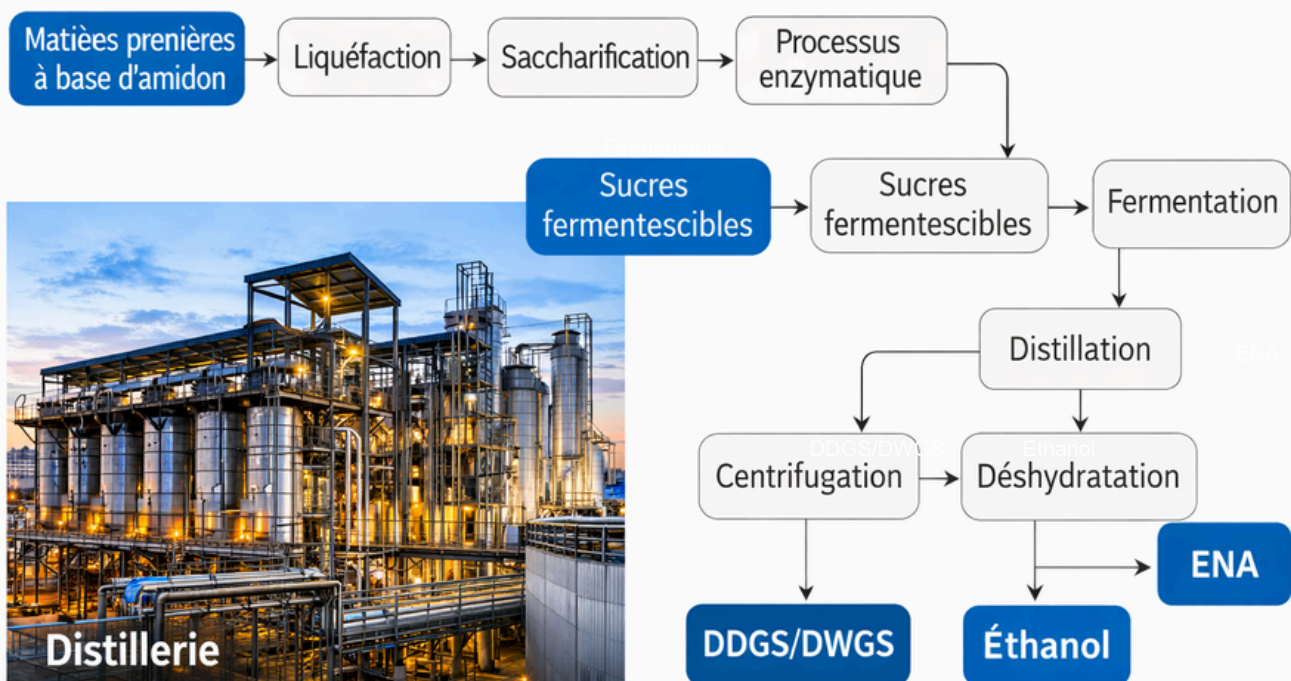 Matièes prenières
à base d'amidon
Liquéfaction
Saccharification
Processus
enzymatique
Sucres
fermentescibles
Sucres
fermentescibles
Fermentation
Distillation
ENA
DDGS/DWGS
Ethanol
Centrifugation
Déshydratation
ENA
DDGS/DWGS
Éthanol
Distillerie